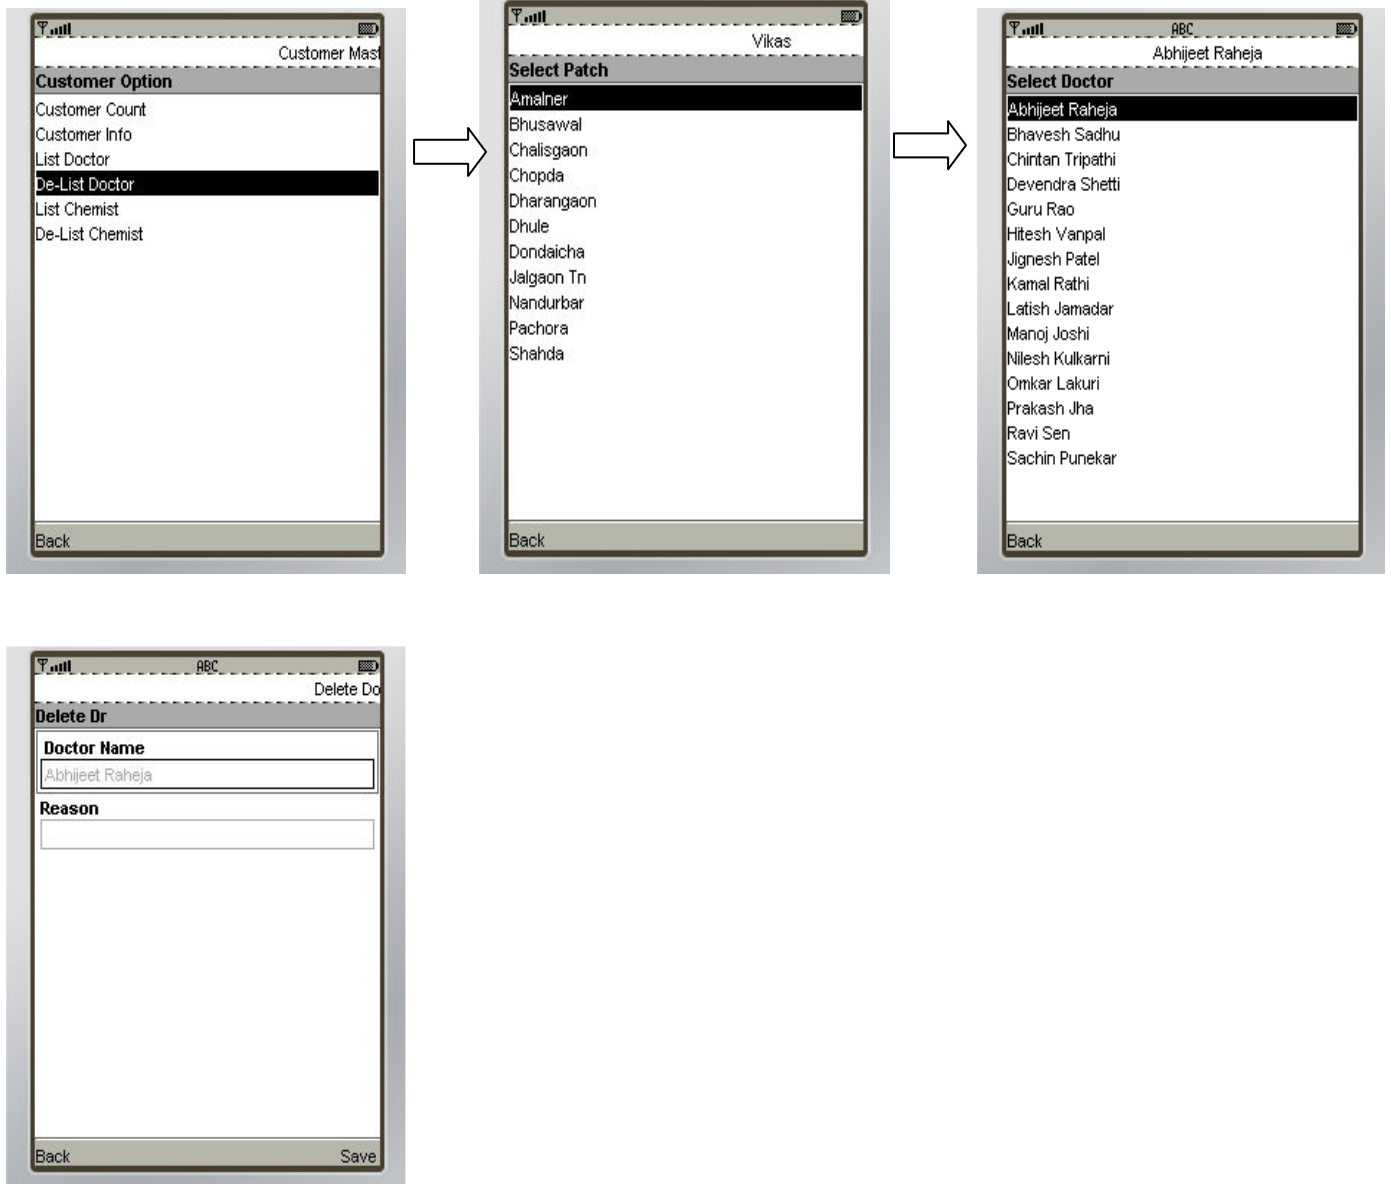 Customer Mast
Customer Option
Customer Count
Customer Info
List Doctor
De-List Doctor
List Chemist
De-List Chemist
Back
Vikas
Select Patch
Amalner
Bhusawal
Chalisgaon
Chopda
Dharangaon
Dhule
Dondaicha
Jalgaon Tn
Nandurbar
Pachora
Shahda
Back
ABC
Abhijeet Raheja
Select Doctor
Abhijeet Raheja
Bhavesh Sadhu
Chintan Tripathi
Devendra Shetti
Guru Rao
Hitesh Vanpal
Jignesh Patel
Kamal Rathi
Latish Jamadar
Manoj Joshi
Nilesh Kulkarni
Omkar Lakuri
Prakash Jha
Ravi Sen
Sachin Punekar
Back
ABC
Delete Do
Delete Dr
Doctor Name
Abhijeet Raheja
Reason
Back Save